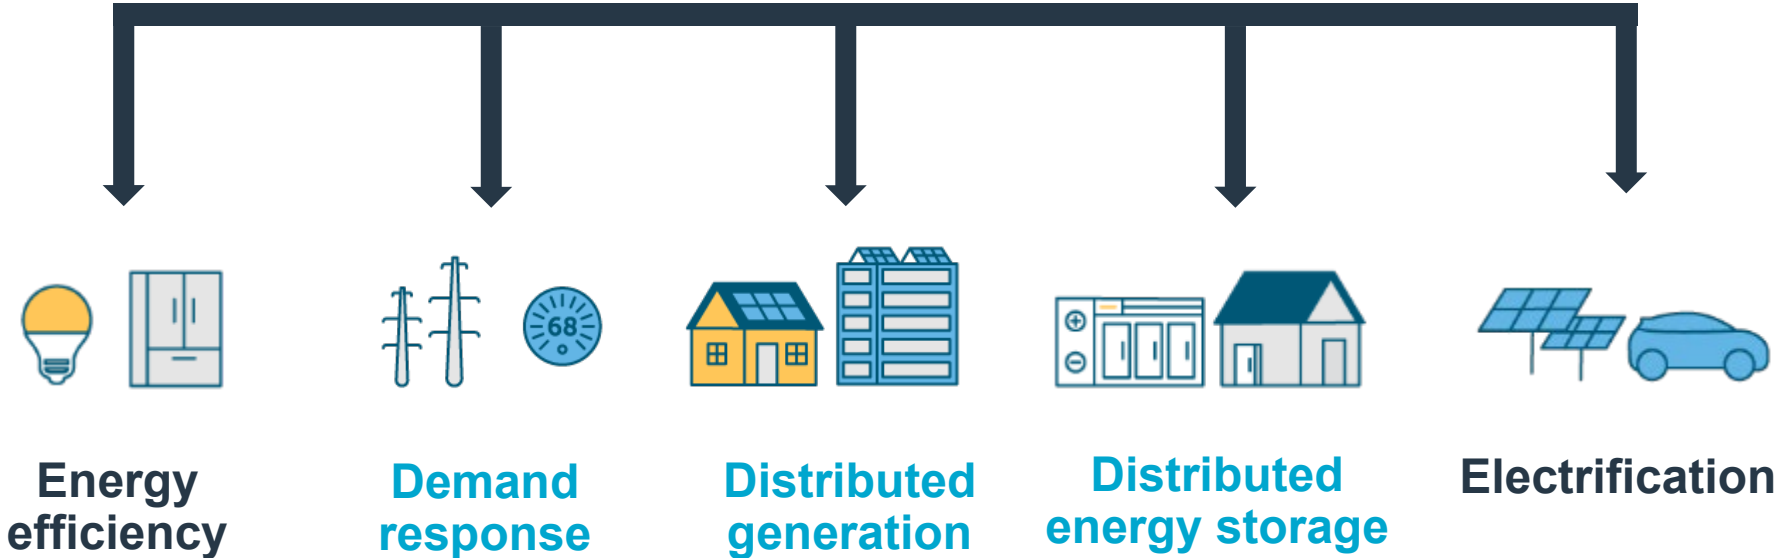 68
Energy
efficiency
Demand
response
Distributed
generation
Distributed
energy storage
Electrification